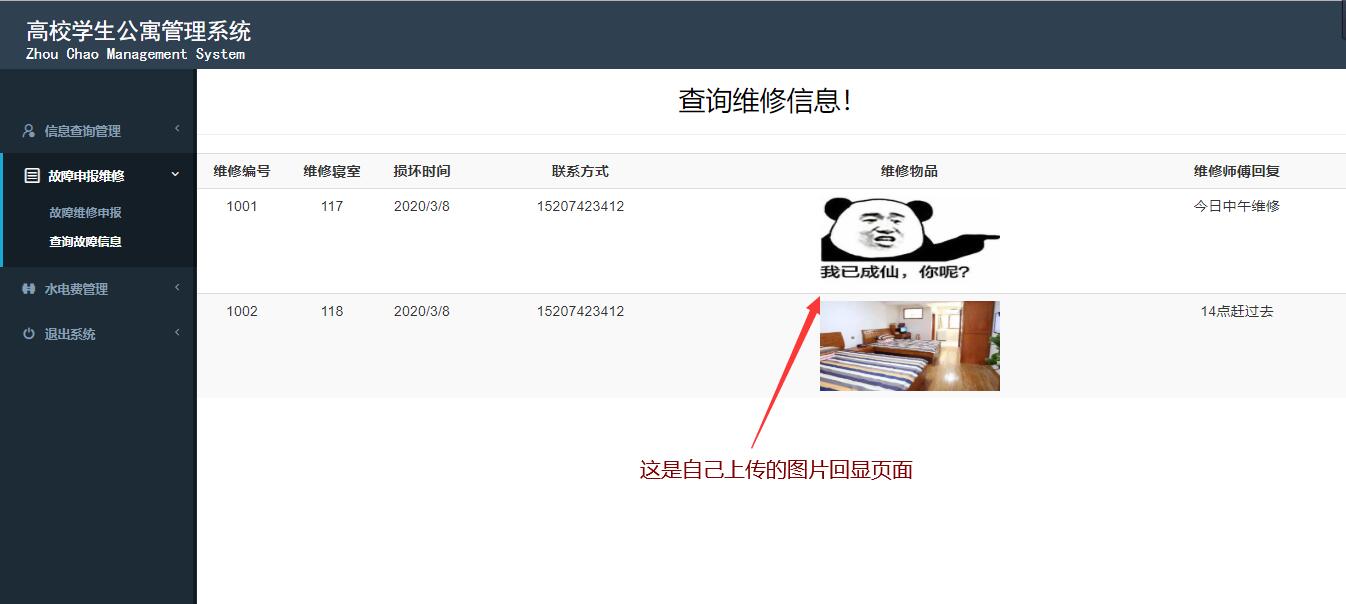 高校学生公寓管理系统
Zhou Chao Management System
查询维修信息！
信息查询管理
故障申报维修
故障维修申报
查询故障信息
水电费管理
退出系统
维修编号 维修寝室 损坏时间 联系方式 维修物品 维修师傅回复
1001 117 2020/3/8 15207423412 今日中午维修
我已成仙，你呢？
1002 118 2020/3/8 15207423412 14点赶过去
这是自己上传的图片回显页面